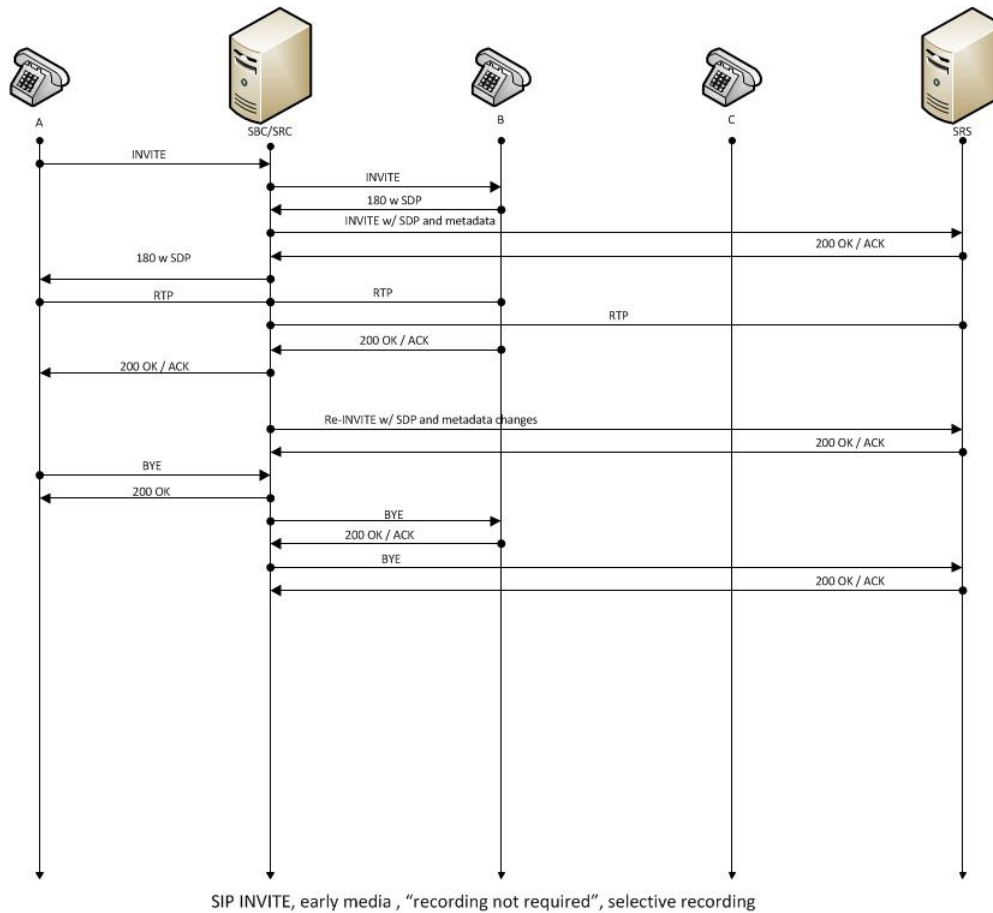 A
SBC/SRC
B
C
SRS
INVITE
INVITE
180 w SDP
INVITE w/ SDP and metadata
200 OK / ACK
180 w SDP
RTP
RTP
RTP
200 OK / ACK
200 OK / ACK
Re-INVITE w/ SDP and metadata changes
200 OK / ACK
BYE
200 OK
BYE
200 OK / ACK
BYE
200 OK / ACK
SIP INVITE, early media , “recording not required”, selective recording